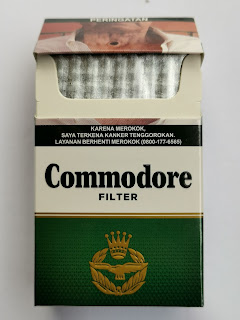 PERINGATAN
KARENA MEROKOK,
SAYA TERKENA KANKER TENGGOROKAN.
LAYANAN BERHENTI MEROKOK (0800-177-6565)
Commodore
FILTER